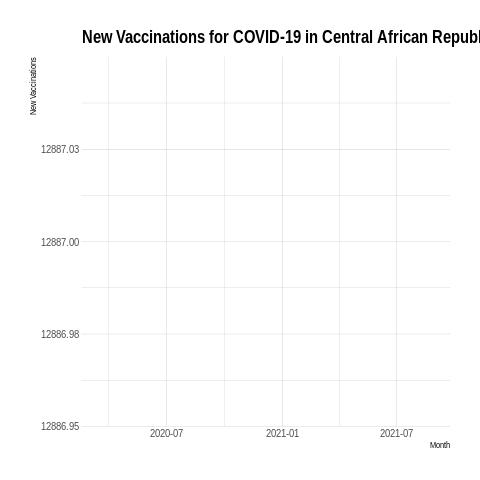 New Vaccinations for COVID-19 in Central African Republ
New Vaccinations
12887.03
12887.00
12886.98
12886.95
2020-07
2021-01
2021-07
Month